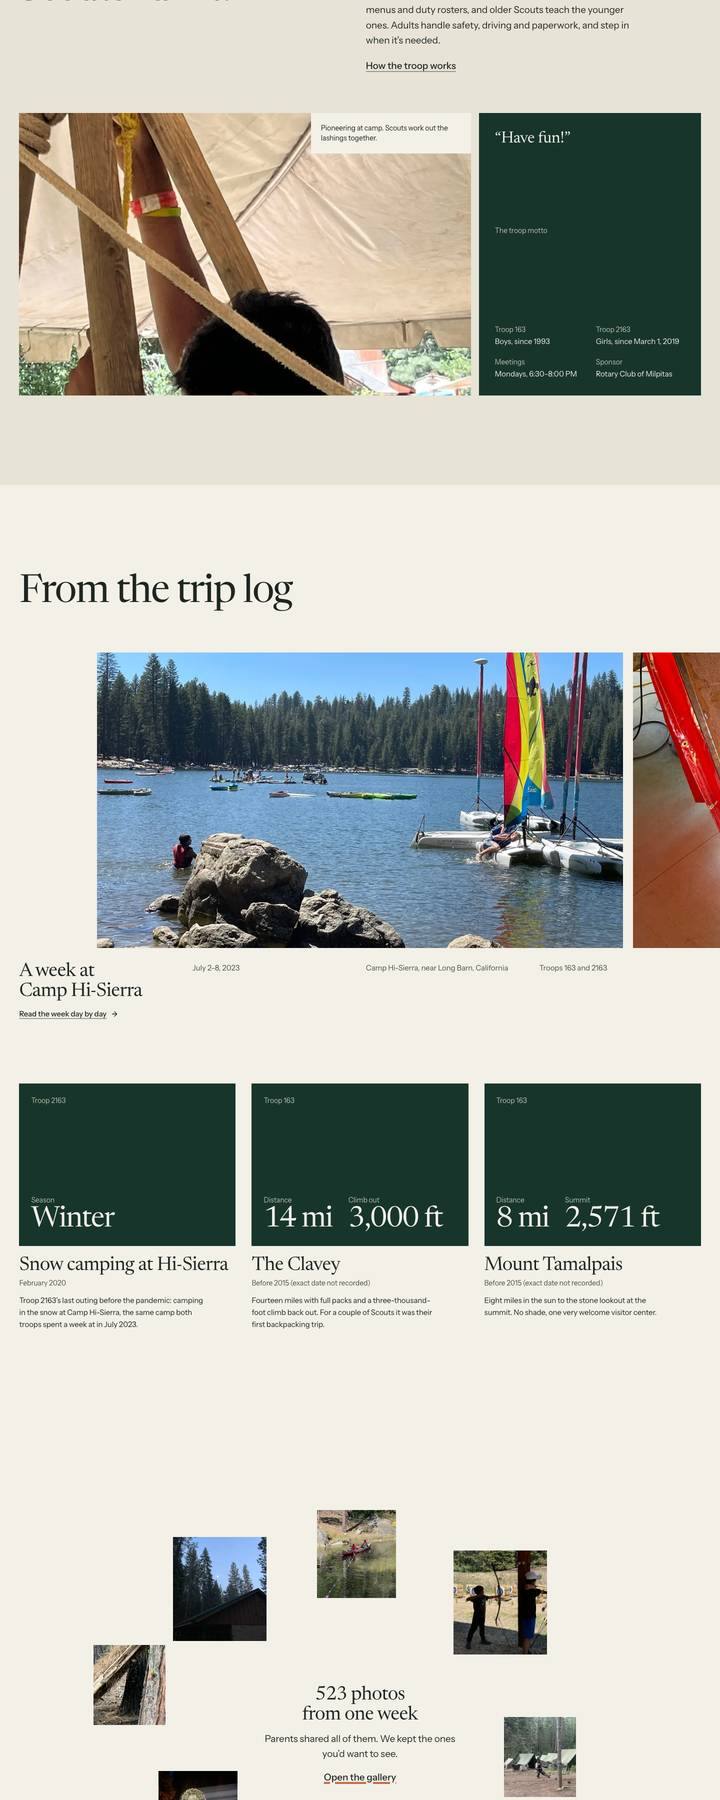 menus and duty rosters, and older Scouts teach the younger
ones. Adults handle safety, driving and paperwork, and step in
when it's needed.
How the troop works
Pioneering at camp. Scouts work out the
lashings together.
“Have fun!”
The troop motto
Troop 163
Boys, since 1993
Troop 2163
Girls, since March 1, 2019
Meetings
Mondays, 6:30–8:00 PM
Sponsor
Rotary Club of Milpitas
From the trip log
A week at
Camp Hi-Sierra
Read the week day by day →
July 2–8, 2023
Camp Hi-Sierra, near Long Barn, California
Troops 163 and 2163
Troop 2163
Season
Winter
Snow camping at Hi-Sierra
February 2020
Troop 2163's last outing before the pandemic: camping
in the snow at Camp Hi-Sierra, the same camp both
troops spent a week at in July 2023.
Troop 163
Distance
14 mi
Climb out
3,000 ft
The Clavey
Before 2015 (exact date not recorded)
Fourteen miles with full packs and a three-thousand-
foot climb back out. For a couple of Scouts it was their
first backpacking trip.
Troop 163
Distance
8 mi
Summit
2,571 ft
Mount Tamalpais
Before 2015 (exact date not recorded)
Eight miles in the sun to the stone lookout at the
summit. No shade, one very welcome visitor center.
523 photos
from one week
Parents shared all of them. We kept the ones
you'd want to see.
Open the gallery